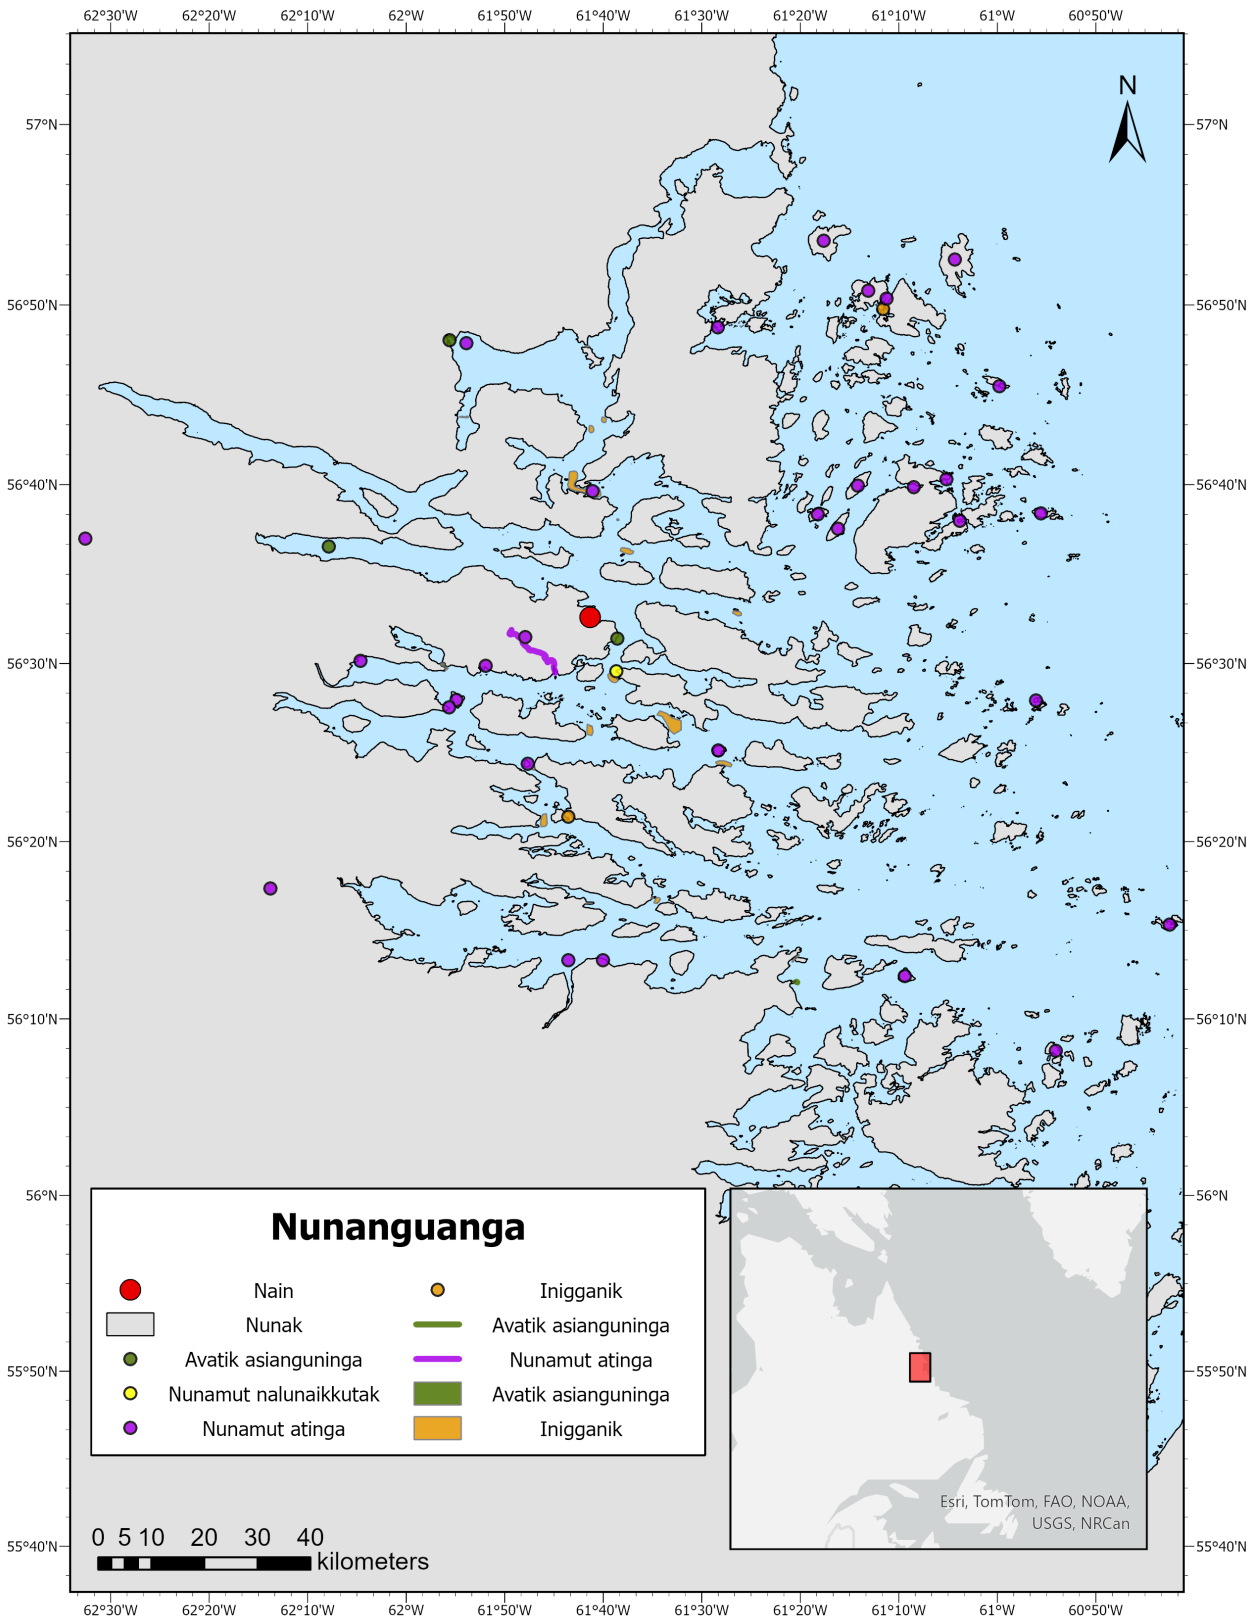 62°30'W 62°20'W 62°10'W 62°W 61°50'W 61°40'W 61°30'W 61°20'W 61°10'W 61°W 60°50'W
N
57°N 57°N
56°50'N 56°50'N
56°40'N 56°40'N
56°30'N 56°30'N
56°20'N 56°20'N
56°10'N 56°10'N
56°N 56°N
Nunanguanga
Nain Inigganik
Nunak Avatik asianguninga
Avatik asianguninga Nunamut atinga
Nunamut nalunaikkutak Avatik asianguninga
Nunamut atinga Inigganik
55°50'N 55°50'N
Esri, TomTom, FAO, NOAA,
USGS, NRCan
0 5 10 20 30 40
kilometers
55°40'N 55°40'N
62°30'W 62°20'W 62°10'W 62°W 61°50'W 61°40'W 61°30'W 61°20'W 61°10'W 61°W 60°50'W